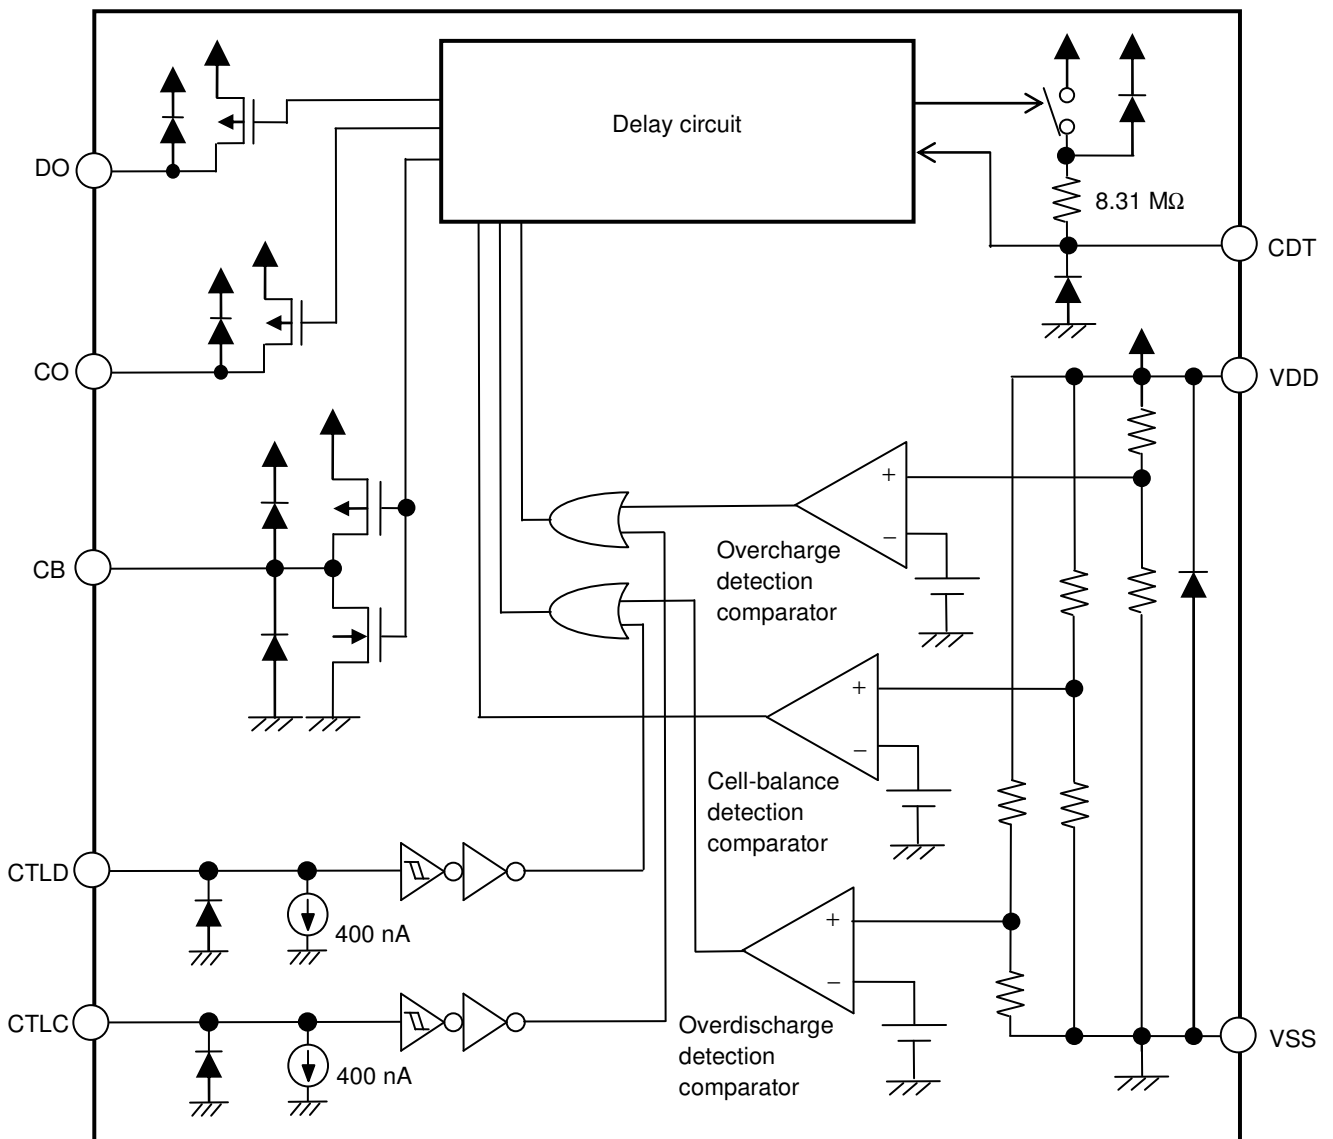 Delay circuit
DO
8.31 MΩ
CDT
CO
VDD
+
−
Overcharge
detection
comparator
CB
+
−
Cell-balance
detection
comparator
CTLD
400 nA
+
−
Overdischarge
detection
comparator
CTLC
400 nA
VSS